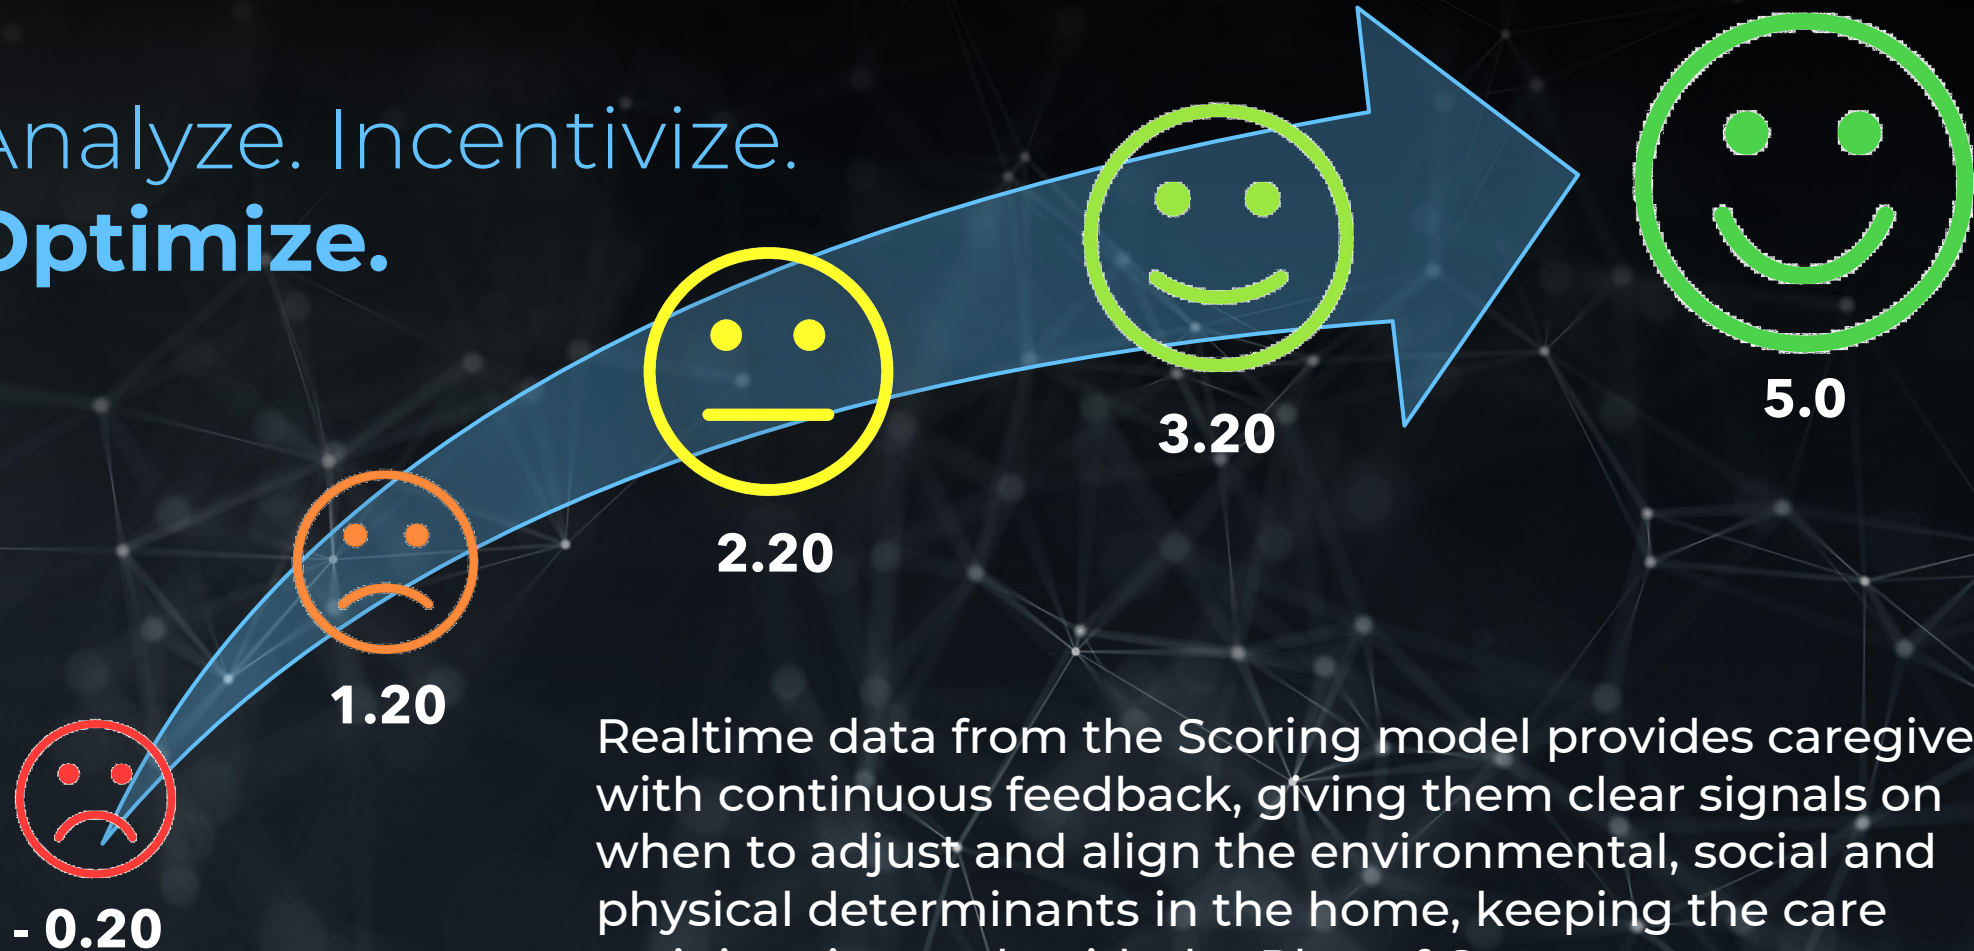 Analyze. Incentivize.
Optimize.
5.0
3.20
2.20
1.20
- 0.20
Realtime data from the Scoring model provides caregive
with continuous feedback, giving them clear signals on
when to adjust and align the environmental, social and
physical determinants in the home, keeping the care